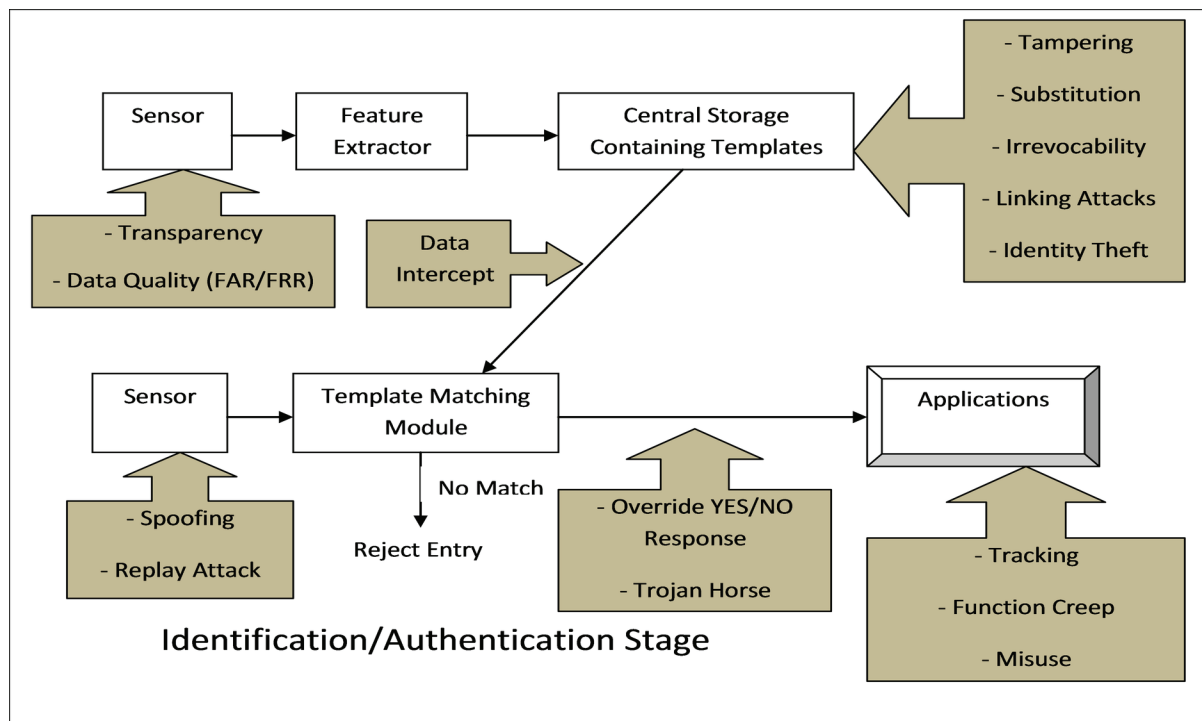 Sensor
Feature
Extractor
Central Storage
Containing Templates
- Tampering
- Substitution
- Irrevocability
- Linking Attacks
- Identity Theft
- Transparency
- Data Quality (FAR/FRR)
Data
Intercept
Sensor
Template Matching
Module
Applications
No Match
Reject Entry
- Spoofing
- Replay Attack
- Override YES/NO
Response
- Trojan Horse
- Tracking
- Function Creep
- Misuse
Identification/Authentication Stage